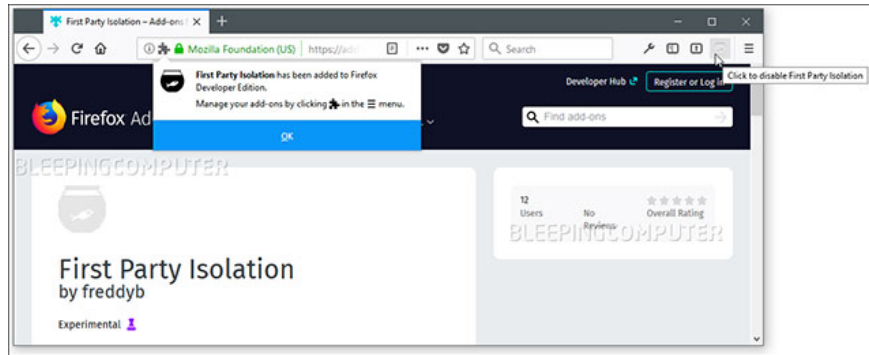 First Party Isolation – Add-ons f
Mozilla Foundation (US)
https://add
Search
First Party Isolation has been added to Firefox
Developer Edition.
Manage your add-ons by clicking in the menu.
OK
Click to disable First Party Isolation
Developer Hub
Register or Log in
Firefox Ad
Find add-ons
BLEEPINGCOMPUTER
12
Users
No
Reviews
Overall Rating
BLEEPINGCOMPUTER
First Party Isolation
by freddyb
Experimental